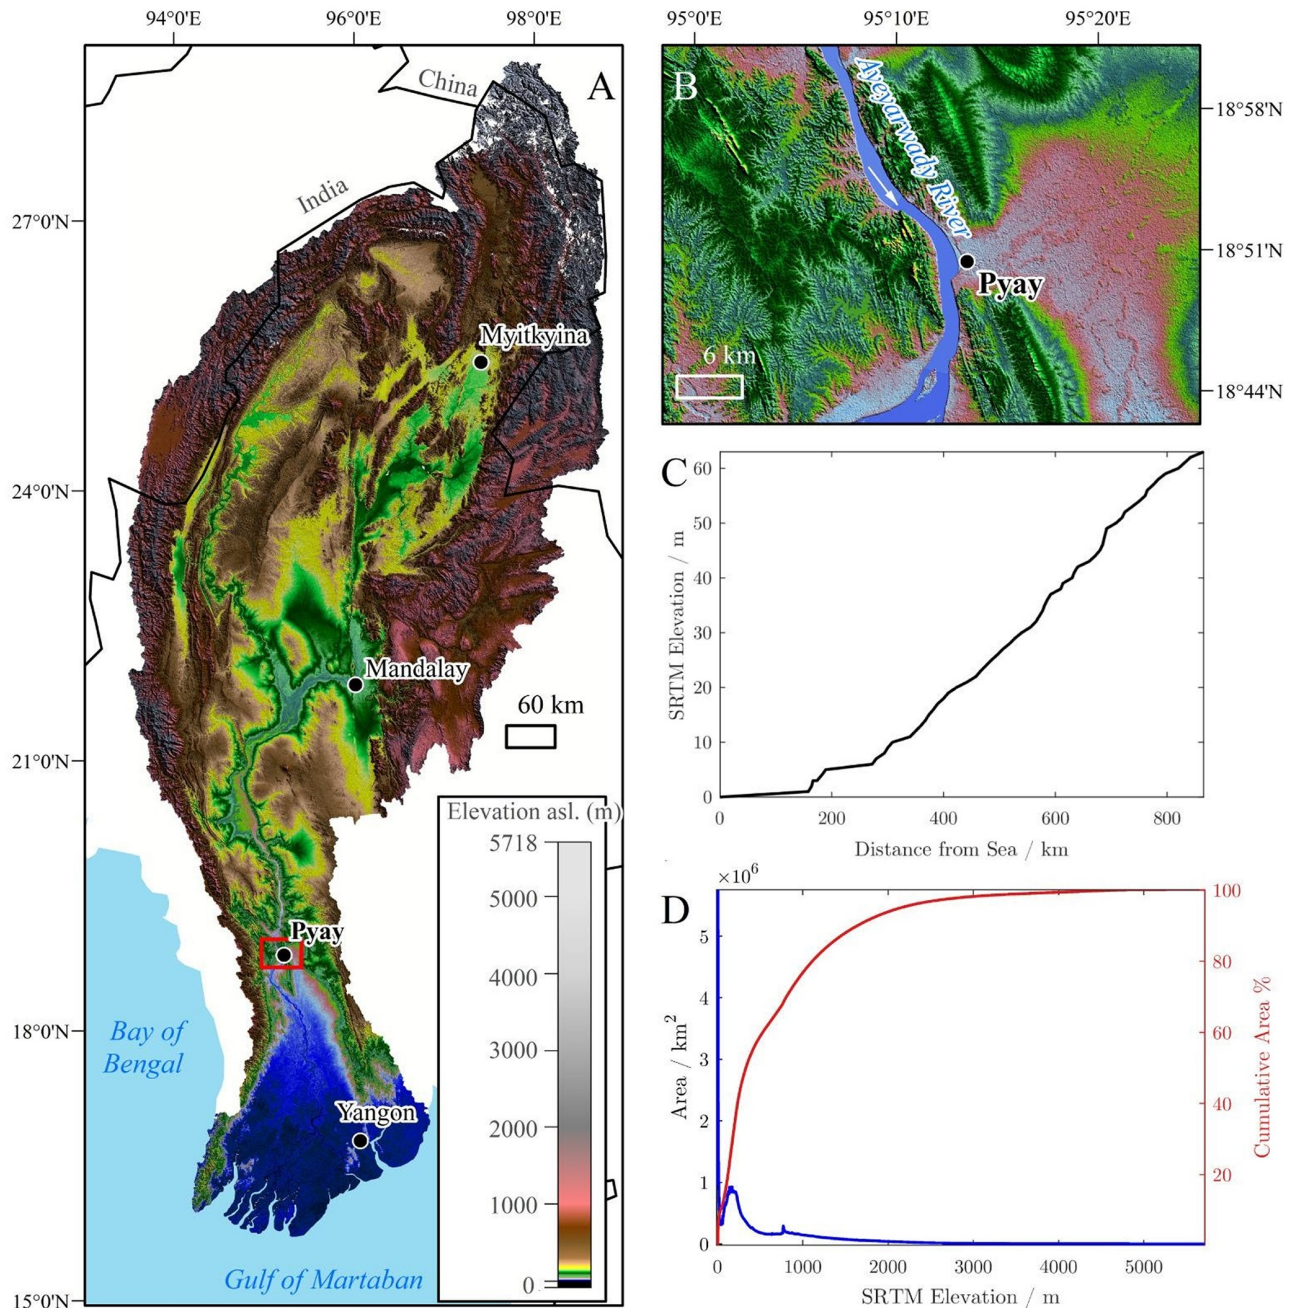 94°0'E 96°0'E 98°0'E
27°0'N
24°0'N
21°0'N
18°0'N
15°0'N
A
China
India
Myitkyina
Mandalay
60 km
Pyay
Yangon
Bay of
Bengal
Gulf of Martaban
Elevation asl. (m)
5718
5000
4000
3000
2000
1000
0
95°0'E 95°10'E 95°20'E
B
Ayeyarwady River
Pyay
6 km
18°58'N
18°51'N
18°44'N
C
60
50
40
30
20
10
0
SRTM Elevation / m
0 200 400 600 800
Distance from Sea / km
D
×10⁶
5
4
3
2
1
0
Area / km²
100
80
60
40
20
Cumulative Area %
0 1000 2000 3000 4000 5000
SRTM Elevation / m